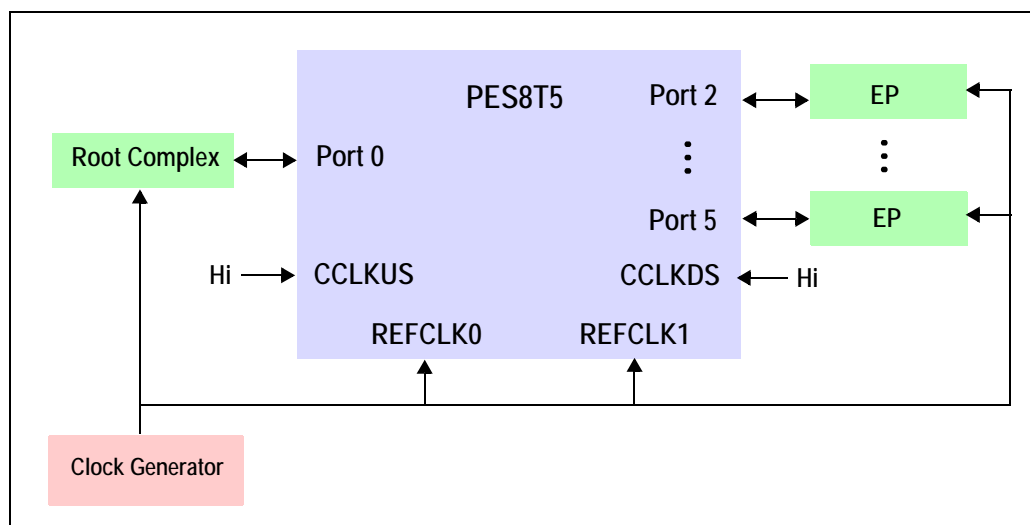 PES8T5
Port 2
EP
Root Complex
Port 0
Port 5
EP
Hi
CCLKUS
CCLKDS
Hi
REFCLK0
REFCLK1
Clock Generator